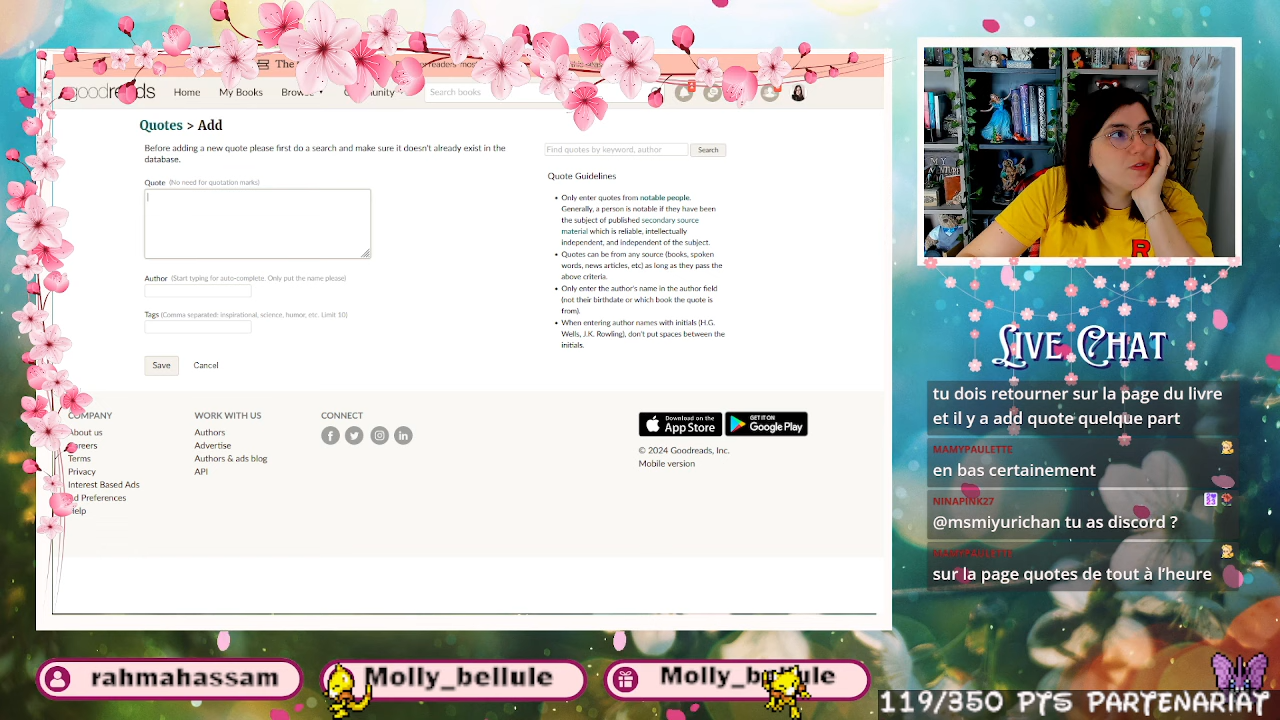 The
readers
most
goodreads
Home
My Books
Search books
Quotes > Add
Before adding a new quote please first do a search and make sure it doesn't already exist in the
database.
Quote (No need for quotation marks)
Author (Start typing for auto-complete. Only put the name please)
Tags (Comma separated: inspirational, science, humor, etc. Limit 10)
Save Cancel
Find quotes by keyword, author Search
Quote Guidelines
• Only enter quotes from notable people.
Generally, a person is notable if they have been
the subject of published secondary source
material which is reliable, intellectually
independent, and independent of the subject.
• Quotes can be from any source (books, spoken
words, news articles, etc) as long as they pass the
above criteria.
• Only enter the author's name in the author field
(not their birthdate or which book the quote is
from).
• When entering author names with initials (H.G.
Wells, J.K. Rowling), don't put spaces between the
initials.
COMPANY
About us
Careers
Terms
Privacy
Interest Based Ads
Ad Preferences
Help
WORK WITH US
Authors
Advertise
Authors & ads blog
API
CONNECT
Download on the
App Store
GET IT ON
Google Play
© 2024 Goodreads, Inc.
Mobile version
R
Live Chat
tu dois retourner sur la page du livre
et il y a add quote quelque part
MAMYPAULETTE
en bas certainement
NINAPINK27
@msmiyurichan tu as discord ?
MAMYPAULETTE
sur la page quote de tout à l'heure
rahmahassam
Molly_bellule
Molly_bellule
119/350 PTS PARTENARIAT